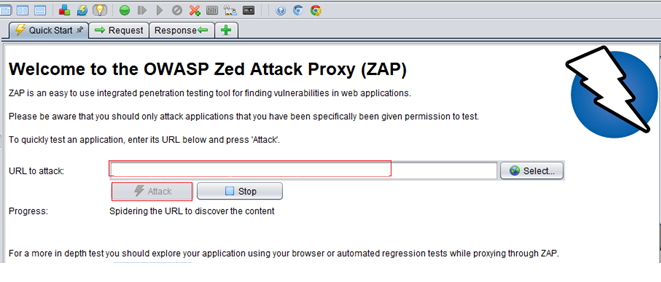 Quick Start Request Response
Welcome to the OWASP Zed Attack Proxy (ZAP)
ZAP is an easy to use integrated penetration testing tool for finding vulnerabilities in web applications.
Please be aware that you should only attack applications that you have been specifically been given permission to test.
To quickly test an application, enter its URL below and press 'Attack'.
URL to attack: Select...
Attack Stop
Progress: Spidering the URL to discover the content
For a more in depth test you should explore your application using your browser or automated regression tests while proxying through ZAP.